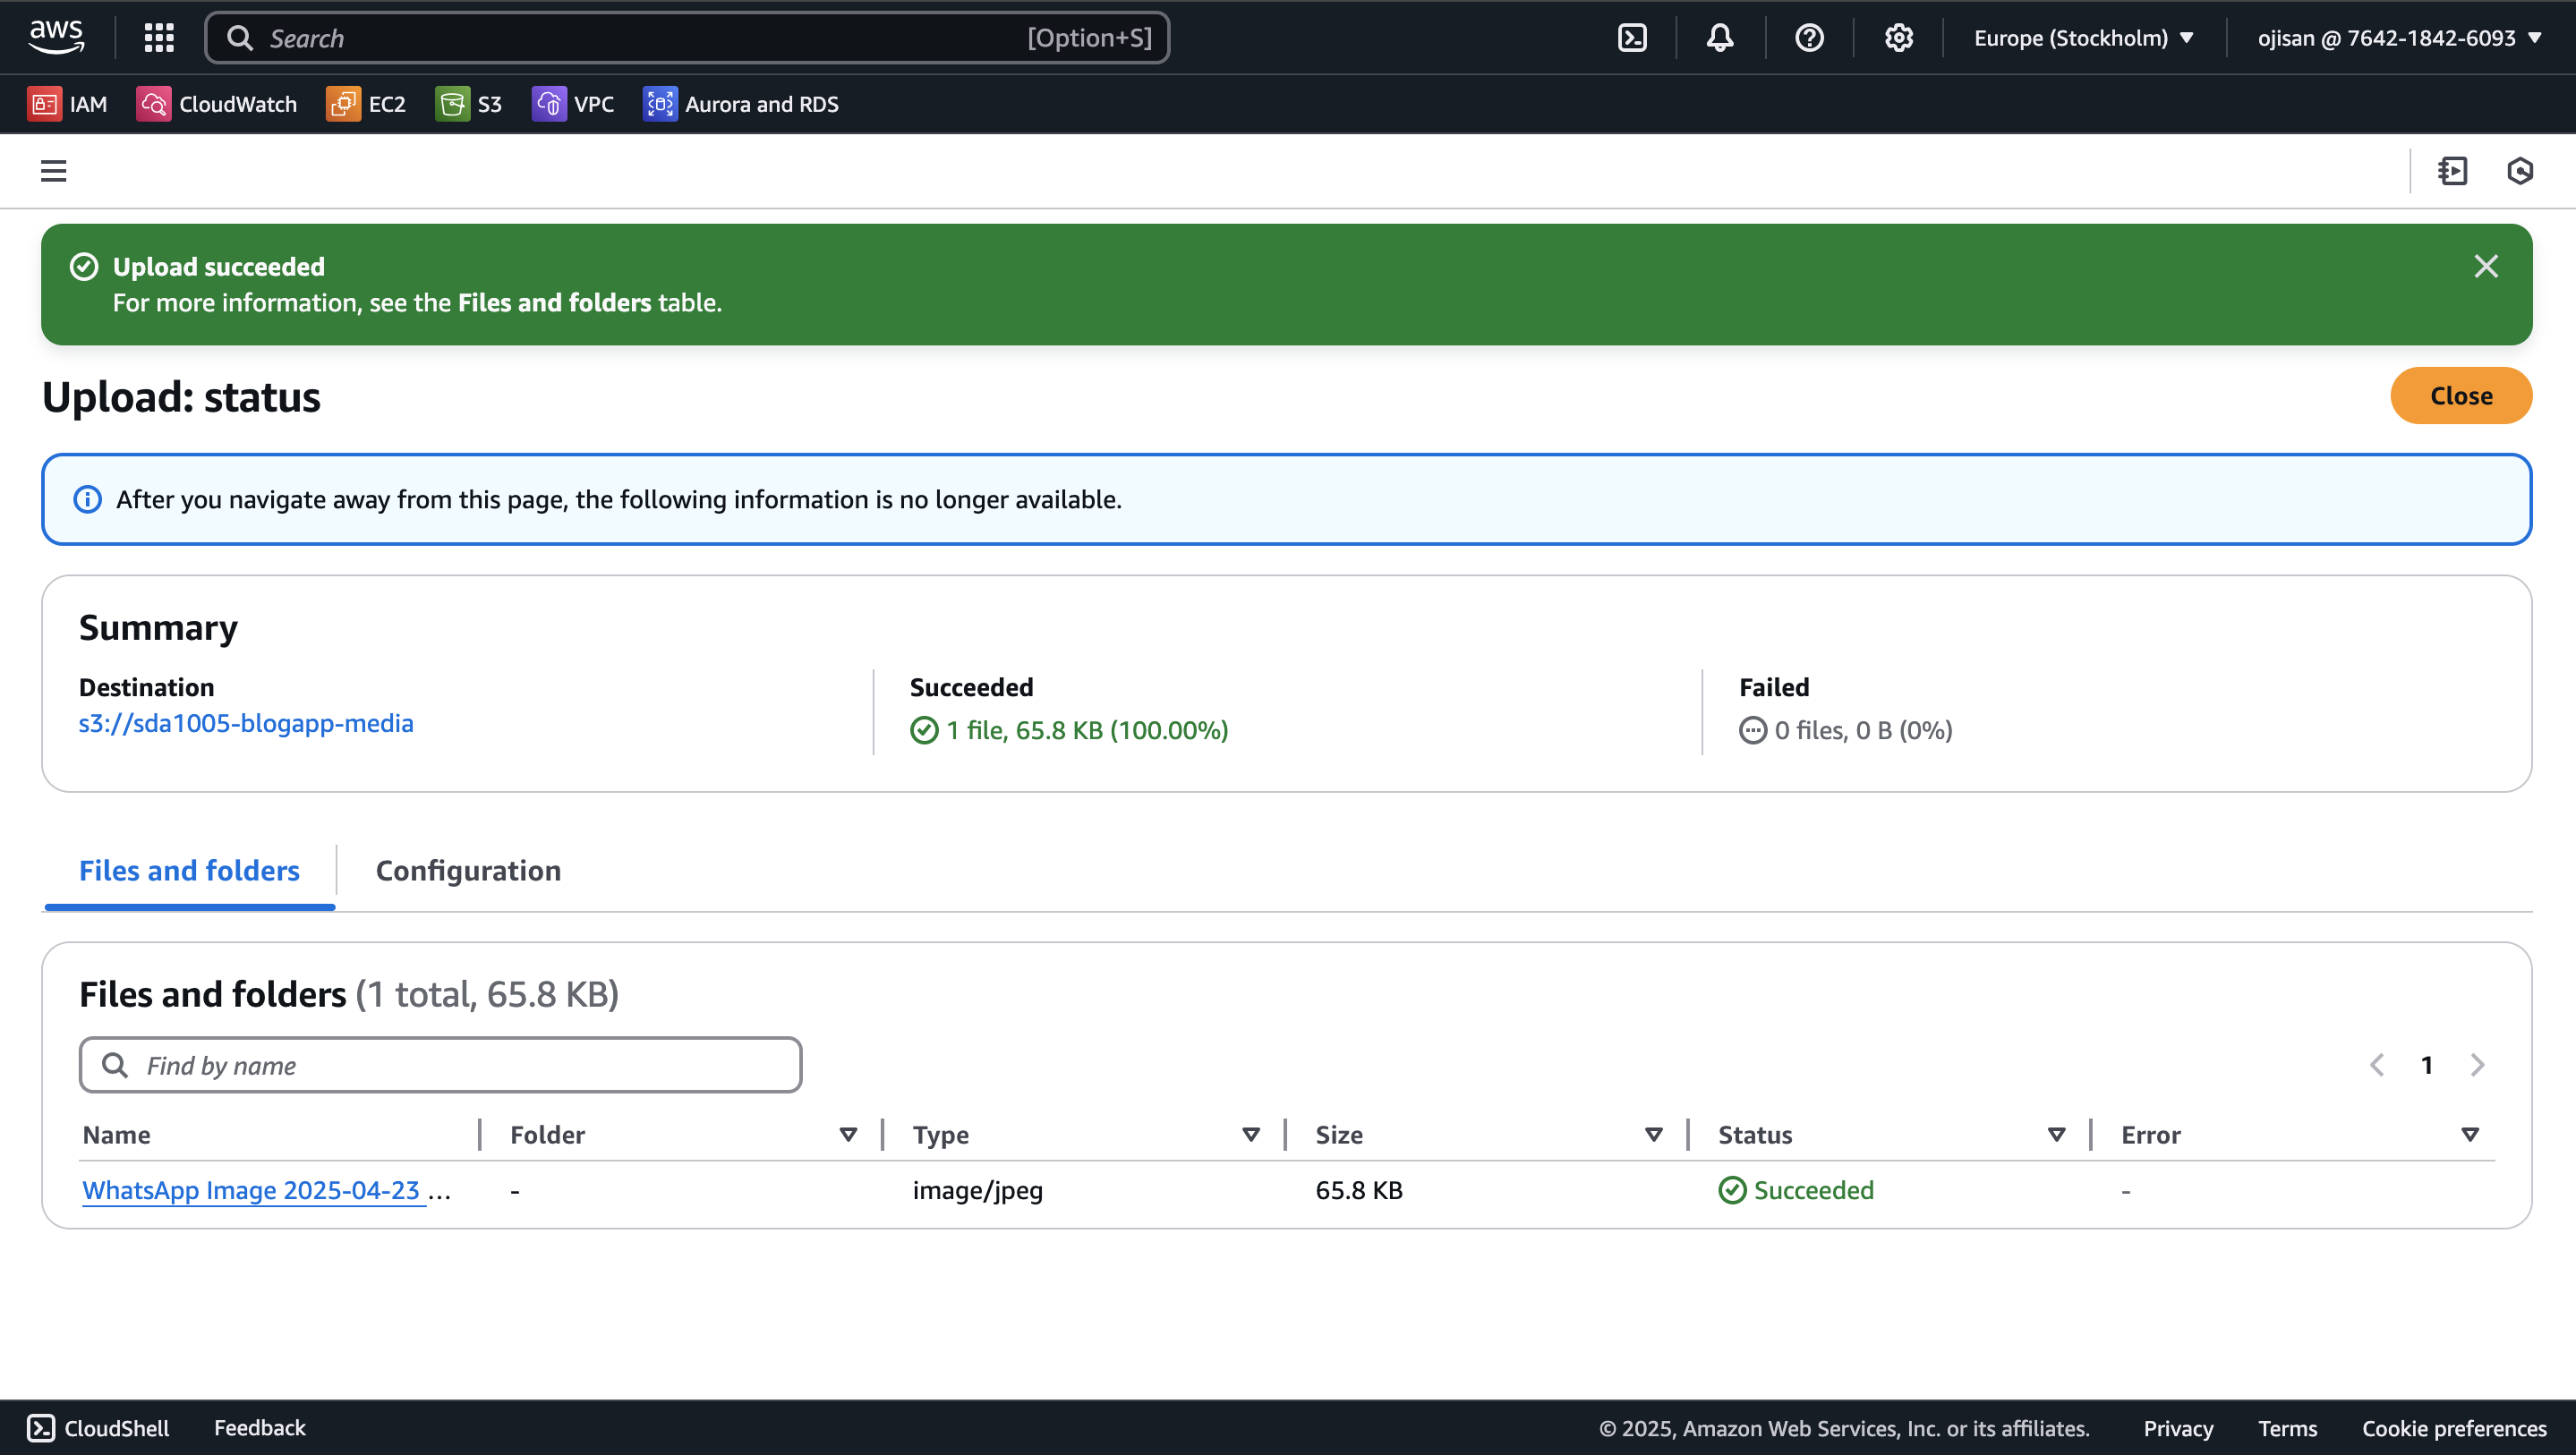 aws
Search [Option+S]
Europe (Stockholm)
ojisan @ 7642-1842-6093
IAM
CloudWatch
EC2
S3
VPC
Aurora and RDS
Upload succeeded
For more information, see the Files and folders table.
Upload: status
Close
After you navigate away from this page, the following information is no longer available.
Summary
Destination
s3://sda1005-blogapp-media
Succeeded
1 file, 65.8 KB (100.00%)
Failed
0 files, 0 B (0%)
Files and folders
Configuration
Files and folders (1 total, 65.8 KB)
Find by name
1
Name Folder Type Size Status Error
WhatsApp Image 2025-04-23 ... - image/jpeg 65.8 KB Succeeded -
CloudShell
Feedback
© 2025, Amazon Web Services, Inc. or its affiliates.
Privacy
Terms
Cookie preferences